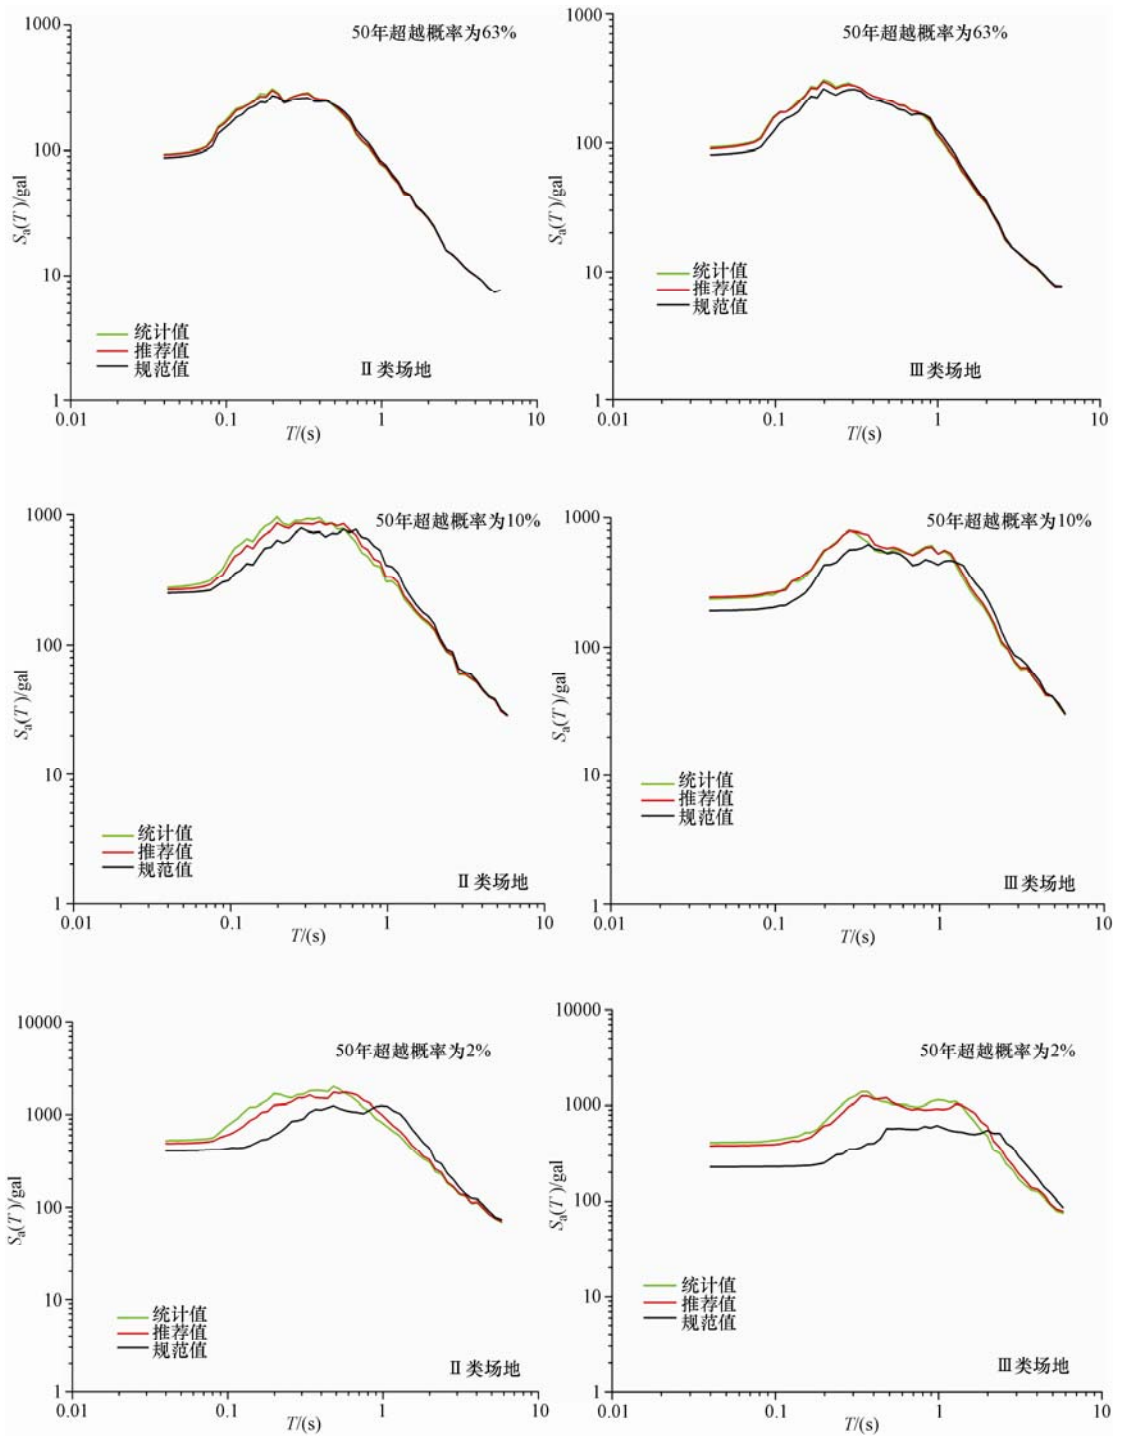 50年超越概率为63%
1000
100
10
1
Sa(T)/gal
统计值
推荐值
规范值
Ⅱ类场地
0.01
0.1
1
10
T/(s)
50年超越概率为63%
1000
100
10
1
Sa(T)/gal
统计值
推荐值
规范值
Ⅲ类场地
0.01
0.1
1
10
T/(s)
50年超越概率为10%
1000
100
10
1
Sa(T)/gal
统计值
推荐值
规范值
Ⅱ类场地
0.01
0.1
1
10
T/(s)
50年超越概率为10%
1000
100
10
1
Sa(T)/gal
统计值
推荐值
规范值
Ⅲ类场地
0.01
0.1
1
10
T/(s)
50年超越概率为2%
10000
1000
100
10
1
Sa(T)/gal
统计值
推荐值
规范值
Ⅱ类场地
0.01
0.1
1
10
T/(s)
50年超越概率为2%
10000
1000
100
10
1
Sa(T)/gal
统计值
推荐值
规范值
Ⅲ类场地
0.01
0.1
1
10
T/(s)